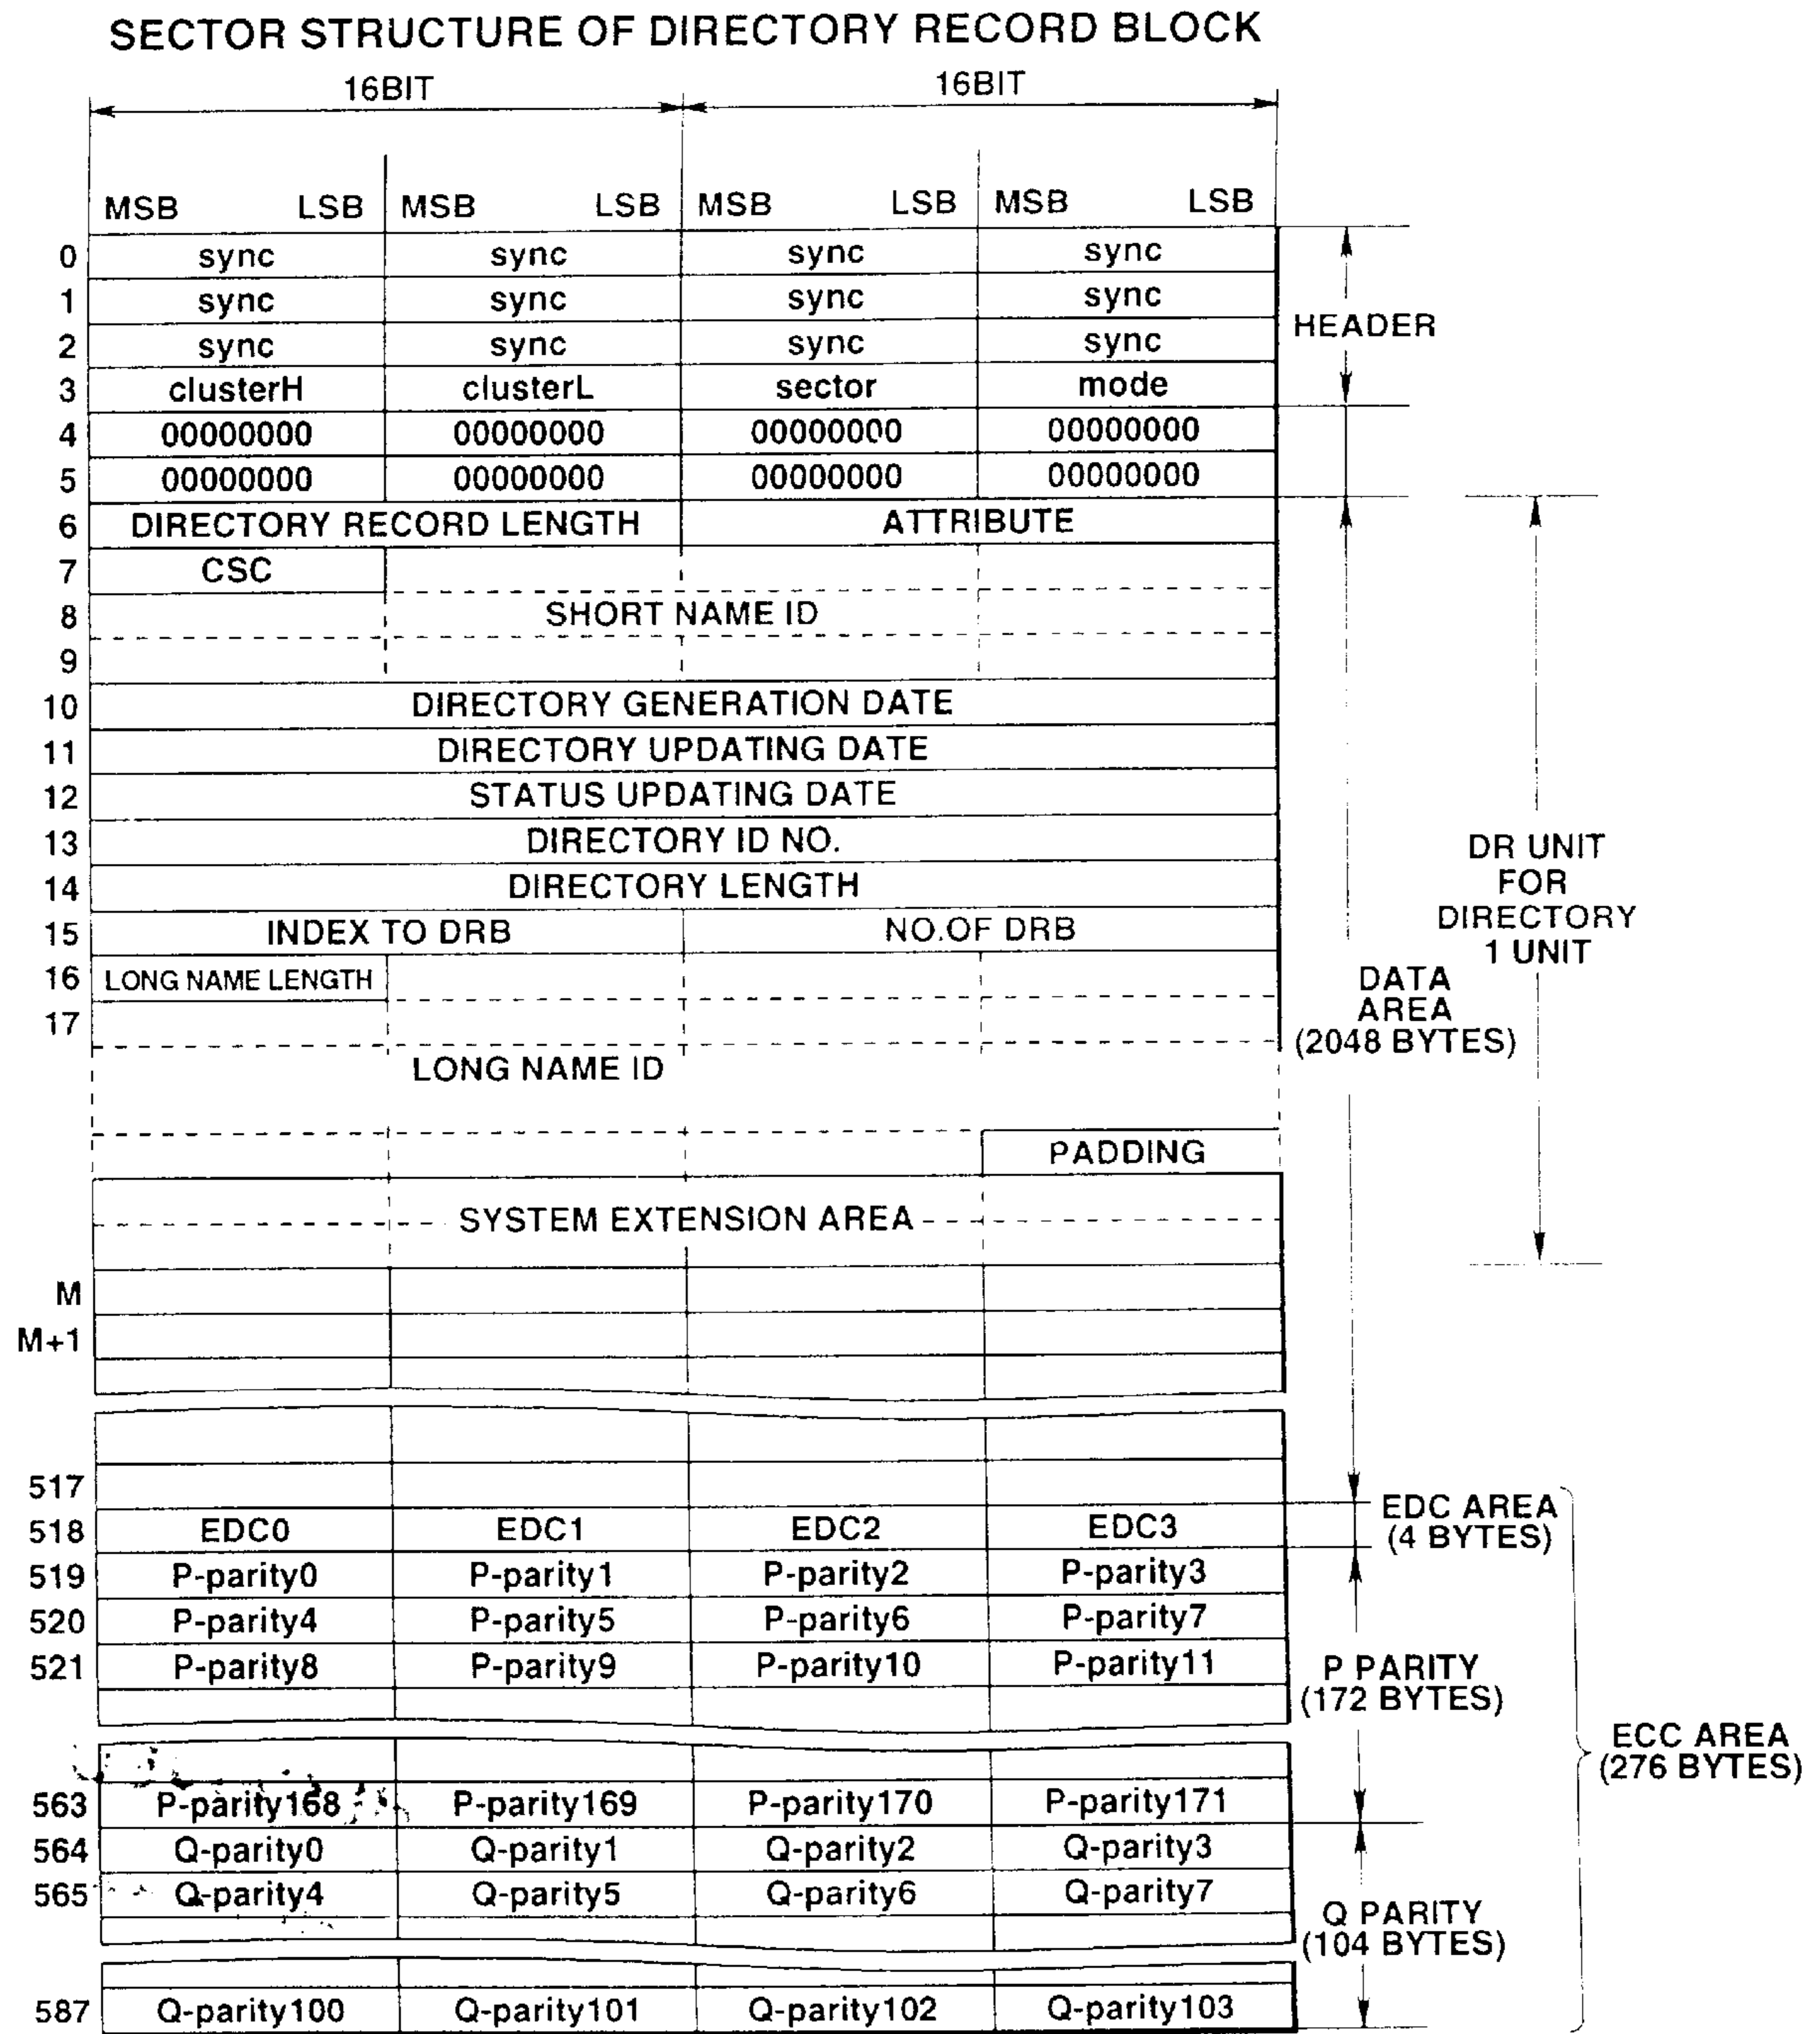 SECTOR STRUCTURE OF DIRECTORY RECORD BLOCK
16BIT 16BIT
MSB LSB MSB LSB MSB LSB MSB LSB
0 sync sync sync sync
1 sync sync sync sync
HEADER
2 sync sync sync sync
3 clusterH clusterL sector mode
4 00000000 00000000 00000000 00000000
5 00000000 00000000 00000000 00000000
6 DIRECTORY RECORD LENGTH ATTRIBUTE
7 CSC
8 SHORT NAME ID
9
10 DIRECTORY GENERATION DATE
11 DIRECTORY UPDATING DATE
12 STATUS UPDATING DATE
13 DIRECTORY ID NO.
14 DIRECTORY LENGTH
15 INDEX TO DRB NO.OF DRB
DR UNIT
FOR
DIRECTORY
1 UNIT
16 LONG NAME LENGTH
17
DATA
AREA
(2048 BYTES)
LONG NAME ID
PADDING
SYSTEM EXTENSION AREA
M
M+1
517
518 EDC0 EDC1 EDC2 EDC3
EDC AREA
(4 BYTES)
519 P-parity0 P-parity1 P-parity2 P-parity3
520 P-parity4 P-parity5 P-parity6 P-parity7
521 P-parity8 P-parity9 P-parity10 P-parity11
P PARITY
(172 BYTES)
ECC AREA
(276 BYTES)
563 P-parity168 P-parity169 P-parity170 P-parity171
564 Q-parity0 Q-parity1 Q-parity2 Q-parity3
565 Q-parity4 Q-parity5 Q-parity6 Q-parity7
Q PARITY
(104 BYTES)
587 Q-parity100 Q-parity101 Q-parity102 Q-parity103